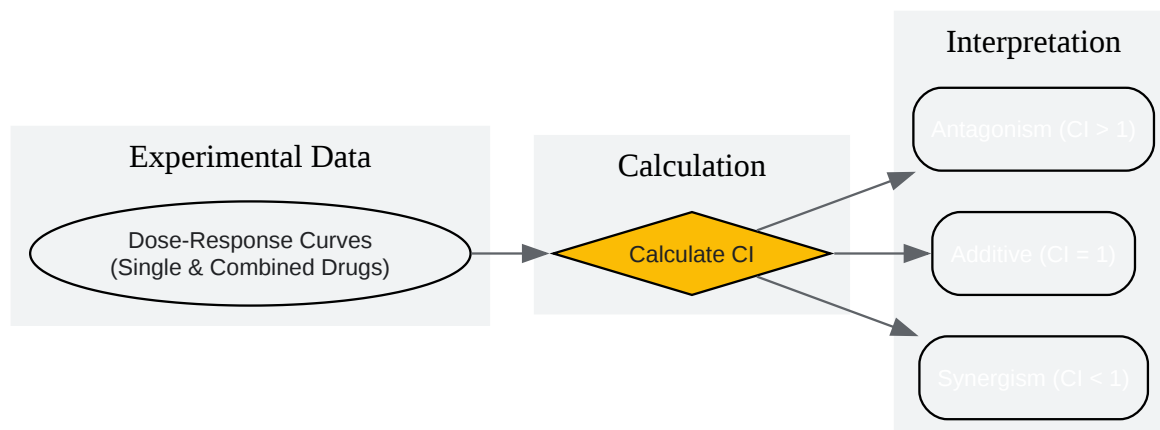 Experimental Data
Dose-Response Curves
(Single & Combined Drugs)
Calculation
Calculate CI
Interpretation
Antagonism (CI > 1)
Additive (CI = 1)
Synergism (CI < 1)